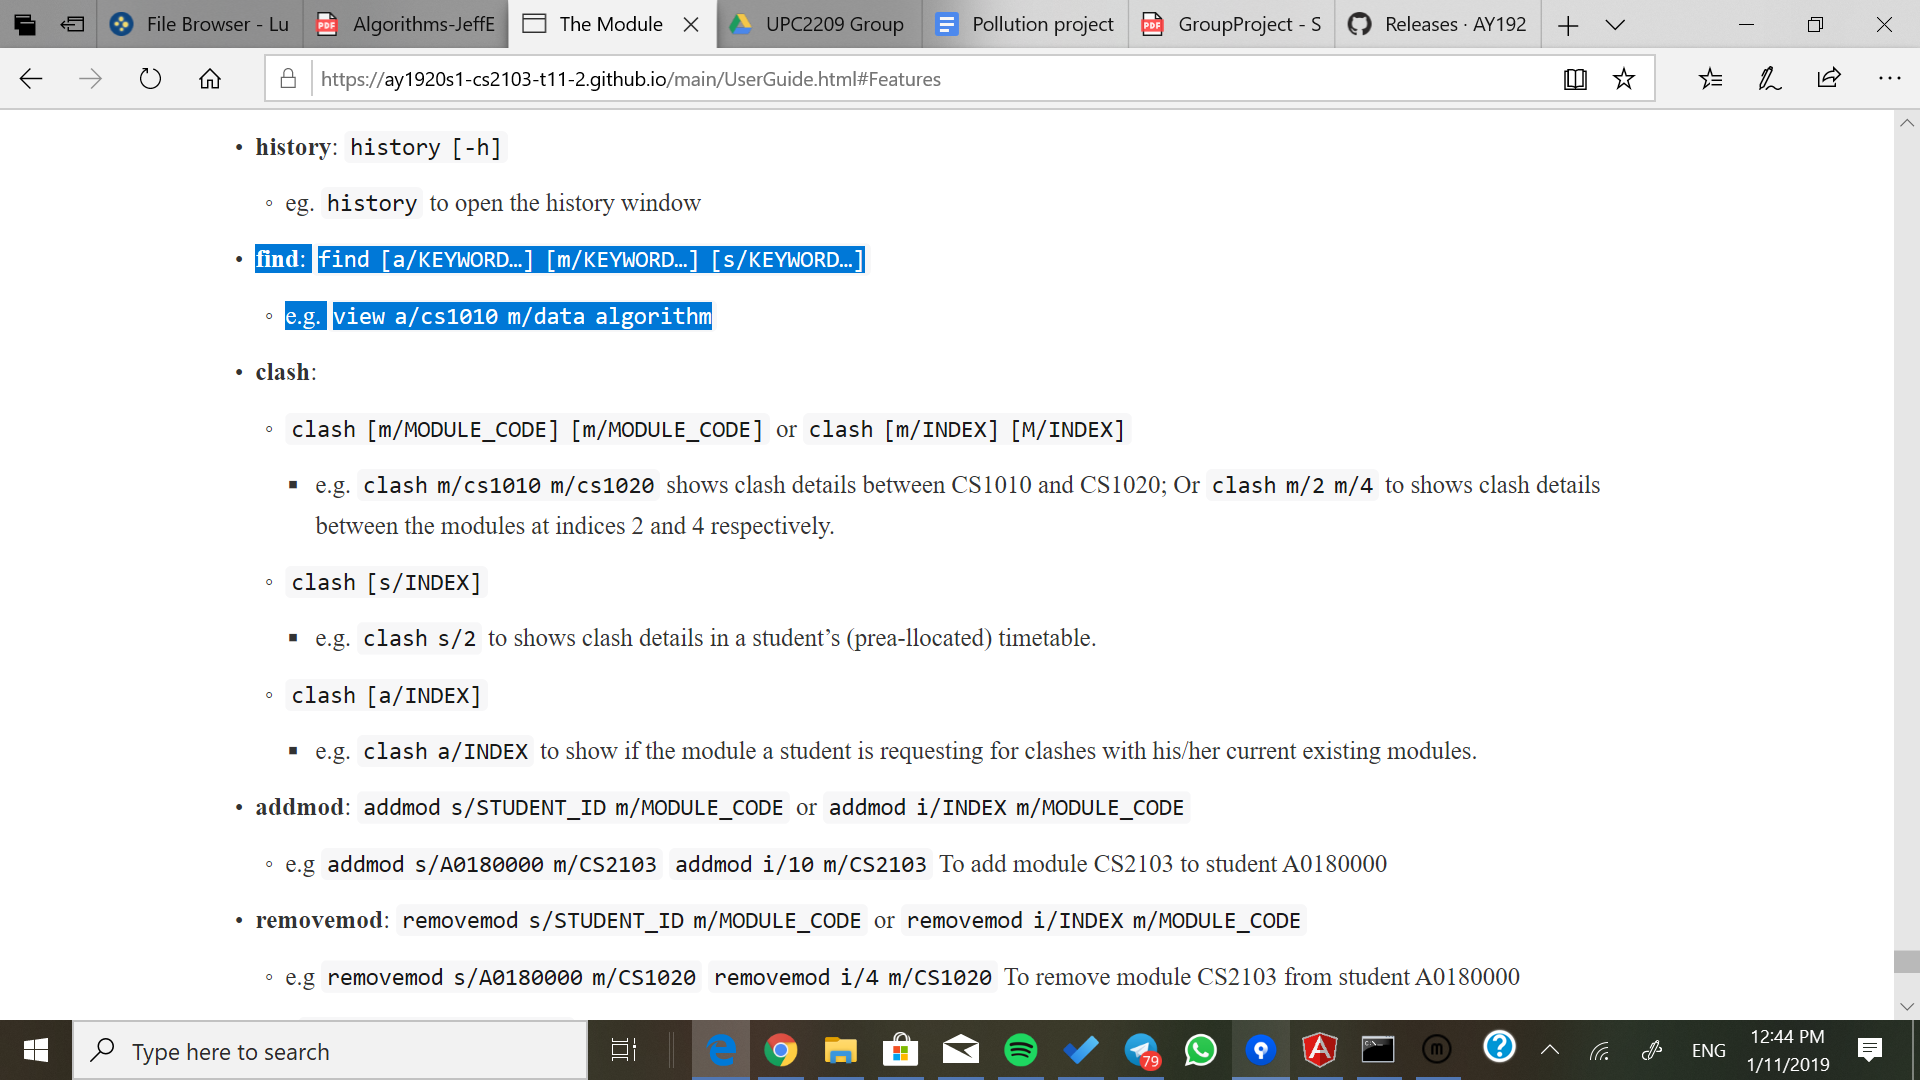 File Browser - Lu
Algorithms-JeffE
The Module
UPC2209 Group
Pollution project
GroupProject - S
Releases · AY192
https://ay1920s1-cs2103-t11-2.github.io/main/UserGuide.html#Features
• history: history [-h]
◦ eg. history to open the history window
• find: find [a/KEYWORD…] [m/KEYWORD…] [s/KEYWORD…]
◦ e.g. view a/cs1010 m/data algorithm
• clash:
◦ clash [m/MODULE_CODE] [m/MODULE_CODE] or clash [m/INDEX] [M/INDEX]
▪ e.g. clash m/cs1010 m/cs1020 shows clash details between CS1010 and CS1020; Or clash m/2 m/4 to shows clash details
between the modules at indices 2 and 4 respectively.
◦ clash [s/INDEX]
▪ e.g. clash s/2 to shows clash details in a student’s (prea-llocated) timetable.
◦ clash [a/INDEX]
▪ e.g. clash a/INDEX to show if the module a student is requesting for clashes with his/her current existing modules.
• addmod: addmod s/STUDENT_ID m/MODULE_CODE or addmod i/INDEX m/MODULE_CODE
◦ e.g addmod s/A0180000 m/CS2103 addmod i/10 m/CS2103 To add module CS2103 to student A0180000
• removemod: removemod s/STUDENT_ID m/MODULE_CODE or removemod i/INDEX m/MODULE_CODE
◦ e.g removemod s/A0180000 m/CS1020 removemod i/4 m/CS1020 To remove module CS2103 from student A0180000
Type here to search
79
ENG
12:44 PM
1/11/2019